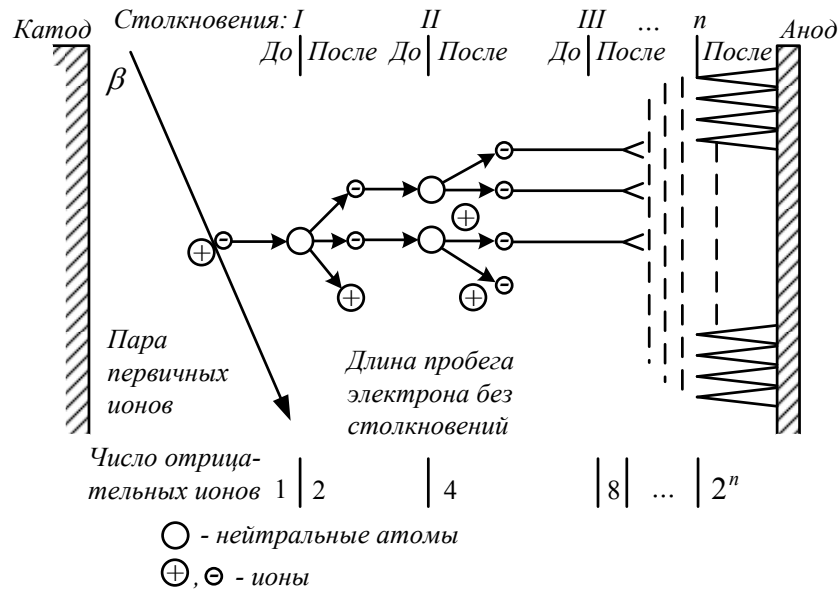 Столкновения: I II III ... n
Катод Анод
До После До После До После После
β
Пара
первичных
ионов
Длина пробега
электрона без
столкновений
Число отрица-
тельных ионов 1 2 4 8 ... 2ⁿ
- нейтральные атомы
+ , - - ионы